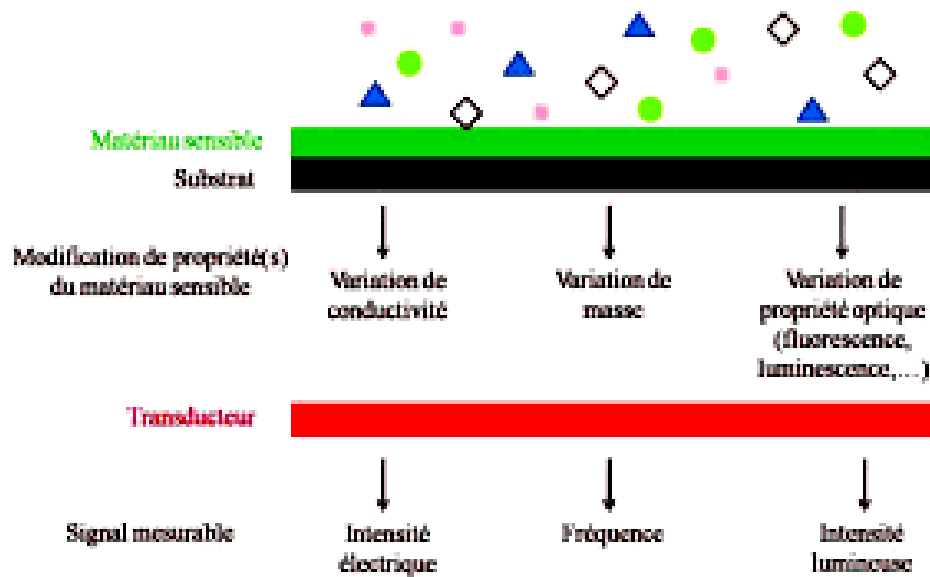 Matériau sensible
Substrat
Modification de propriété(s)
du matériau sensible
Variation de
conductivité
Variation de
masse
Variation de
propriété optique
(fluorescence,
luminescence,…)
Transducteur
Signal mesurable
Intensité
électrique
Fréquence
Intensité
lumineuse